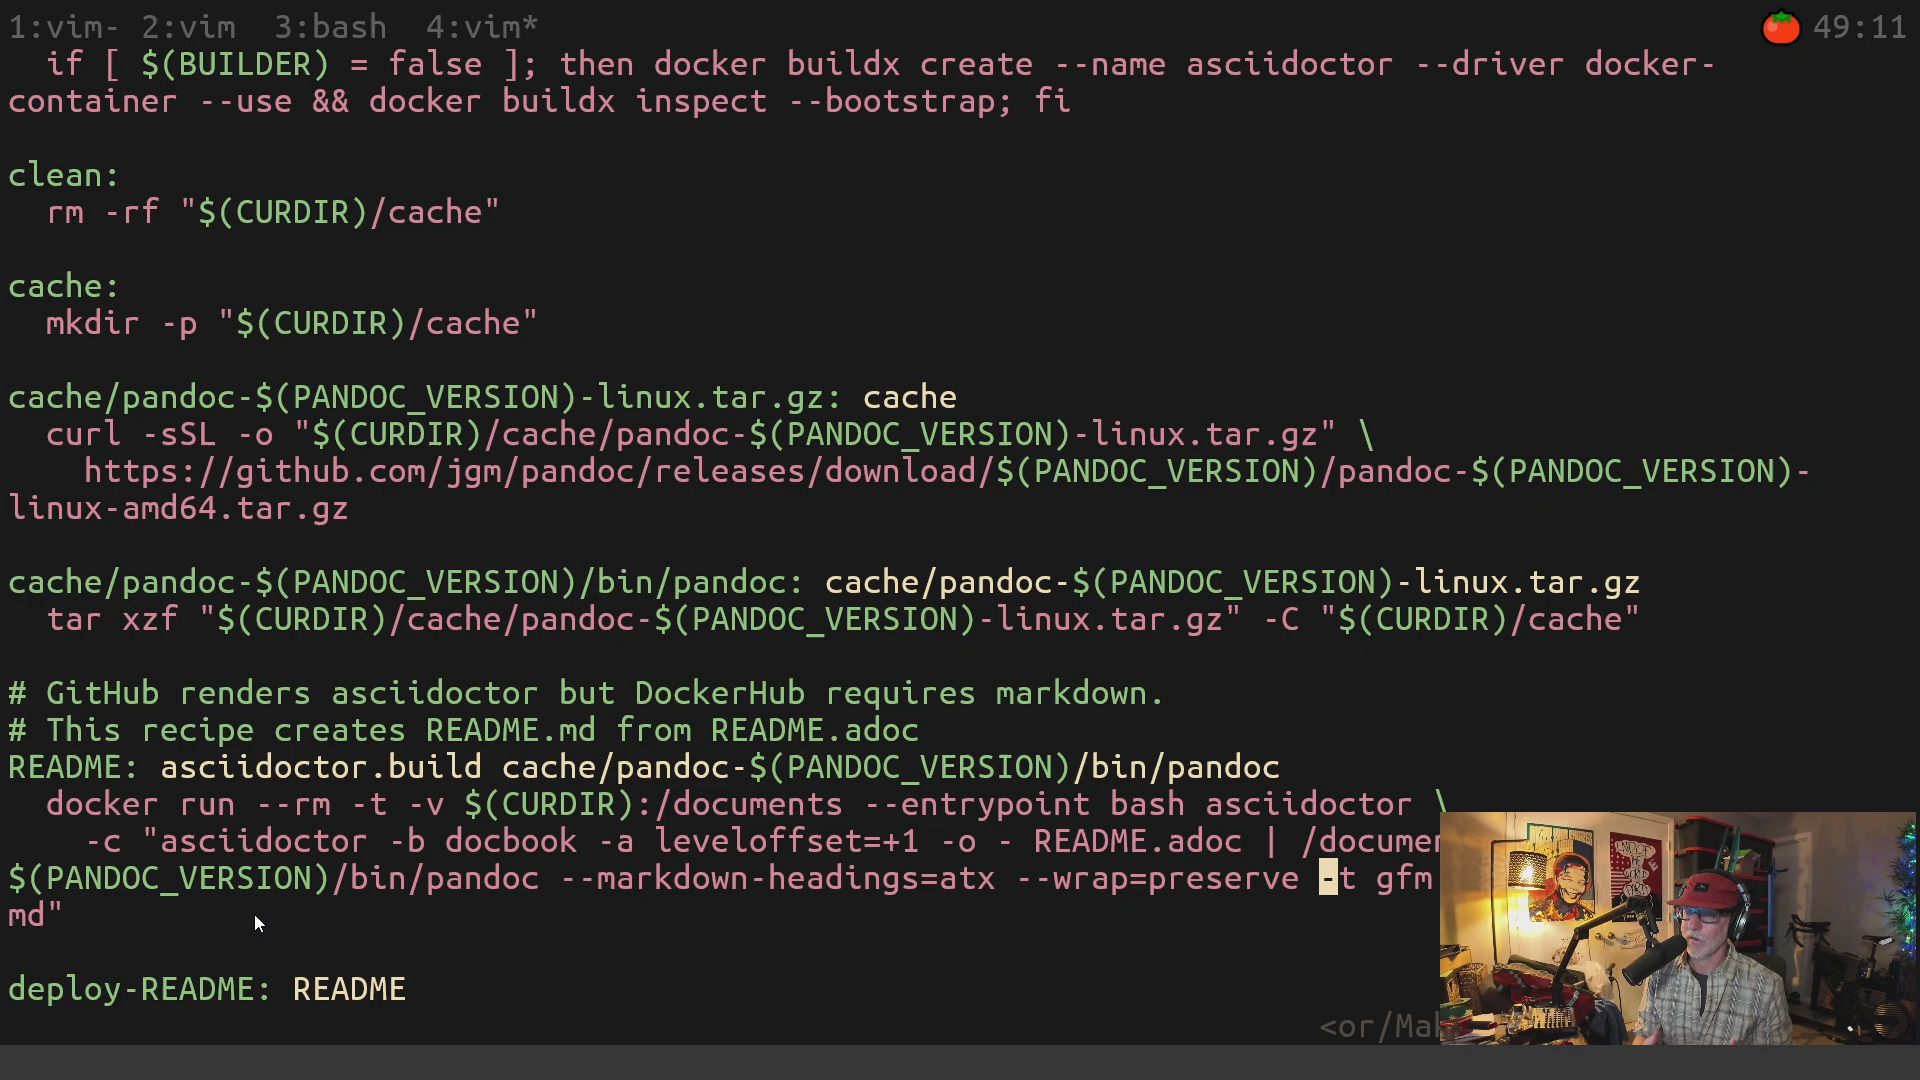 1:vim- 2:vim  3:bash  4:vim* 49:11
if [ $(BUILDER) = false ]; then docker buildx create --name asciidoctor --driver docker-
container --use && docker buildx inspect --bootstrap; fi
clean:
rm -rf "$(CURDIR)/cache"
cache:
mkdir -p "$(CURDIR)/cache"
cache/pandoc-$(PANDOC_VERSION)-linux.tar.gz: cache
curl -sSL -o "$(CURDIR)/cache/pandoc-$(PANDOC_VERSION)-linux.tar.gz" \
https://github.com/jgm/pandoc/releases/download/$(PANDOC_VERSION)/pandoc-$(PANDOC_VERSION)-
linux-amd64.tar.gz
cache/pandoc-$(PANDOC_VERSION)/bin/pandoc: cache/pandoc-$(PANDOC_VERSION)-linux.tar.gz
tar xzf "$(CURDIR)/cache/pandoc-$(PANDOC_VERSION)-linux.tar.gz" -C "$(CURDIR)/cache"
# GitHub renders asciidoctor but DockerHub requires markdown.
# This recipe creates README.md from README.adoc
README: asciidoctor.build cache/pandoc-$(PANDOC_VERSION)/bin/pandoc
docker run --rm -t -v $(CURDIR):/documents --entrypoint bash asciidoctor \
-c "asciidoctor -b docbook -a leveloffset=+1 -o - README.adoc |
$(PANDOC_VERSION)/bin/pandoc --markdown-headings=atx --wrap=preserve -t gfm
md"
deploy-README: README